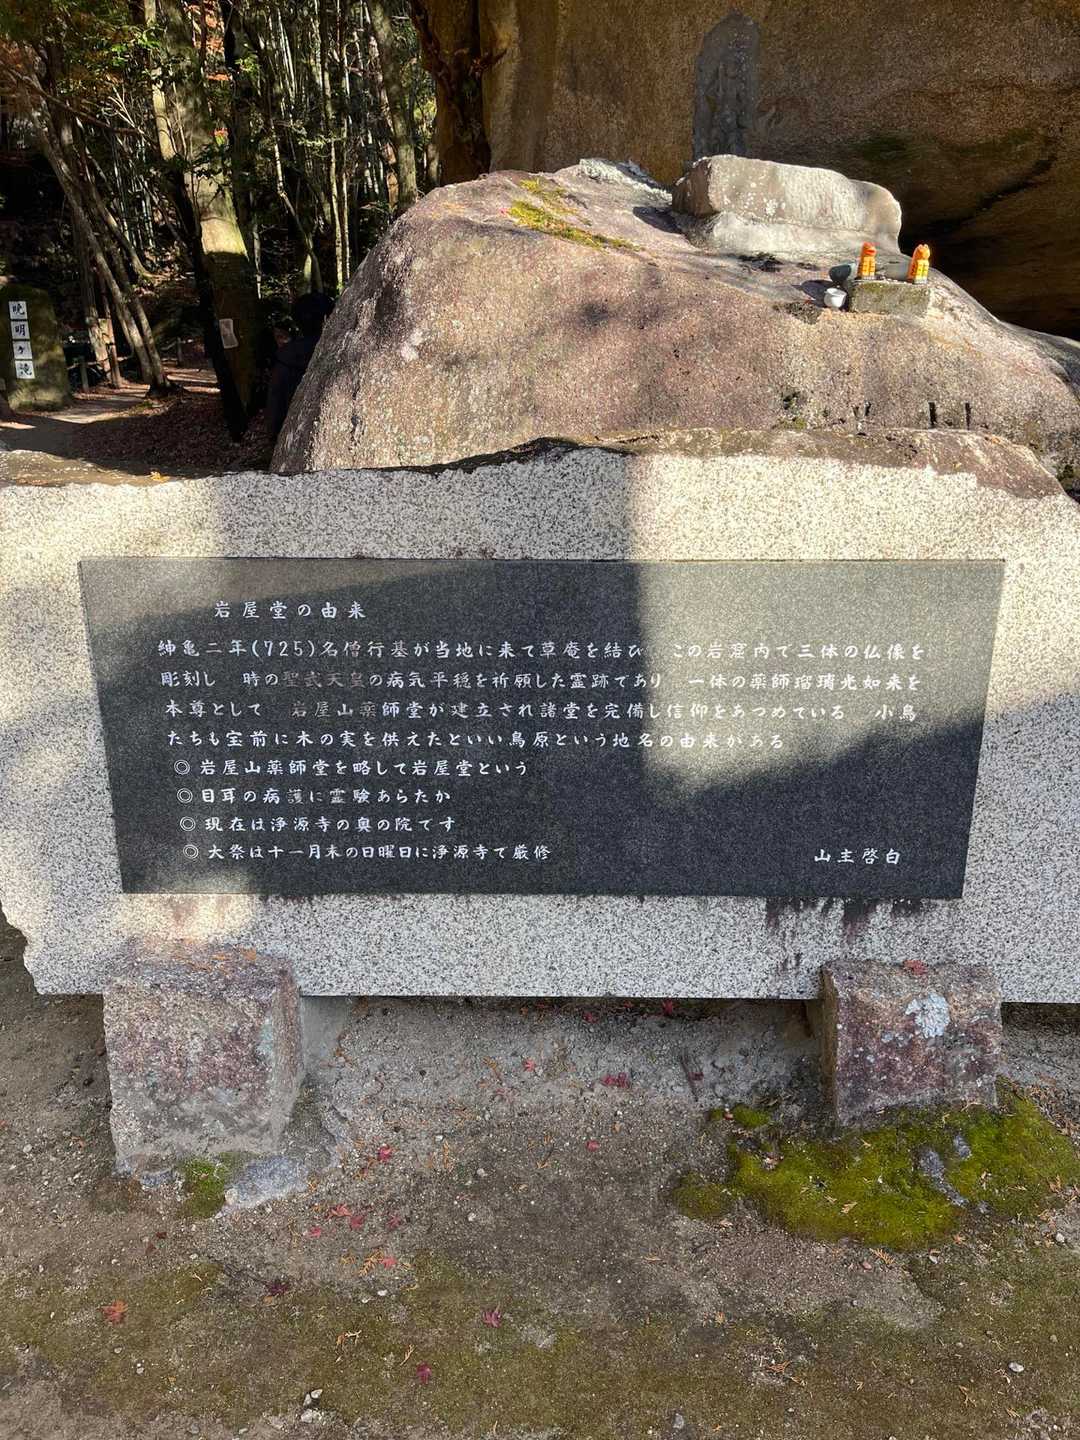 暁明ヶ滝
岩屋堂の由来
紳亀二年(725)名僧行基が当地に来て草庵を結び この岩窟内で三体の仏像を
彫刻し 時の聖武天皇の病気平穏を祈願した霊跡であり 一体の薬師瑠璃光如来を
本尊として 岩屋山薬師堂が建立され諸堂を完備し信仰をあつめている 小鳥
たちも宝前に木の実を供えたといい鳥原という地名の由来がある
◎岩屋山薬師堂を略して岩屋堂という
◎目耳の病護に霊験あらたか
◎現在は浄源寺の奥の院です
◎大祭は十一月末の日曜日に浄源寺て厳修
山主啓白